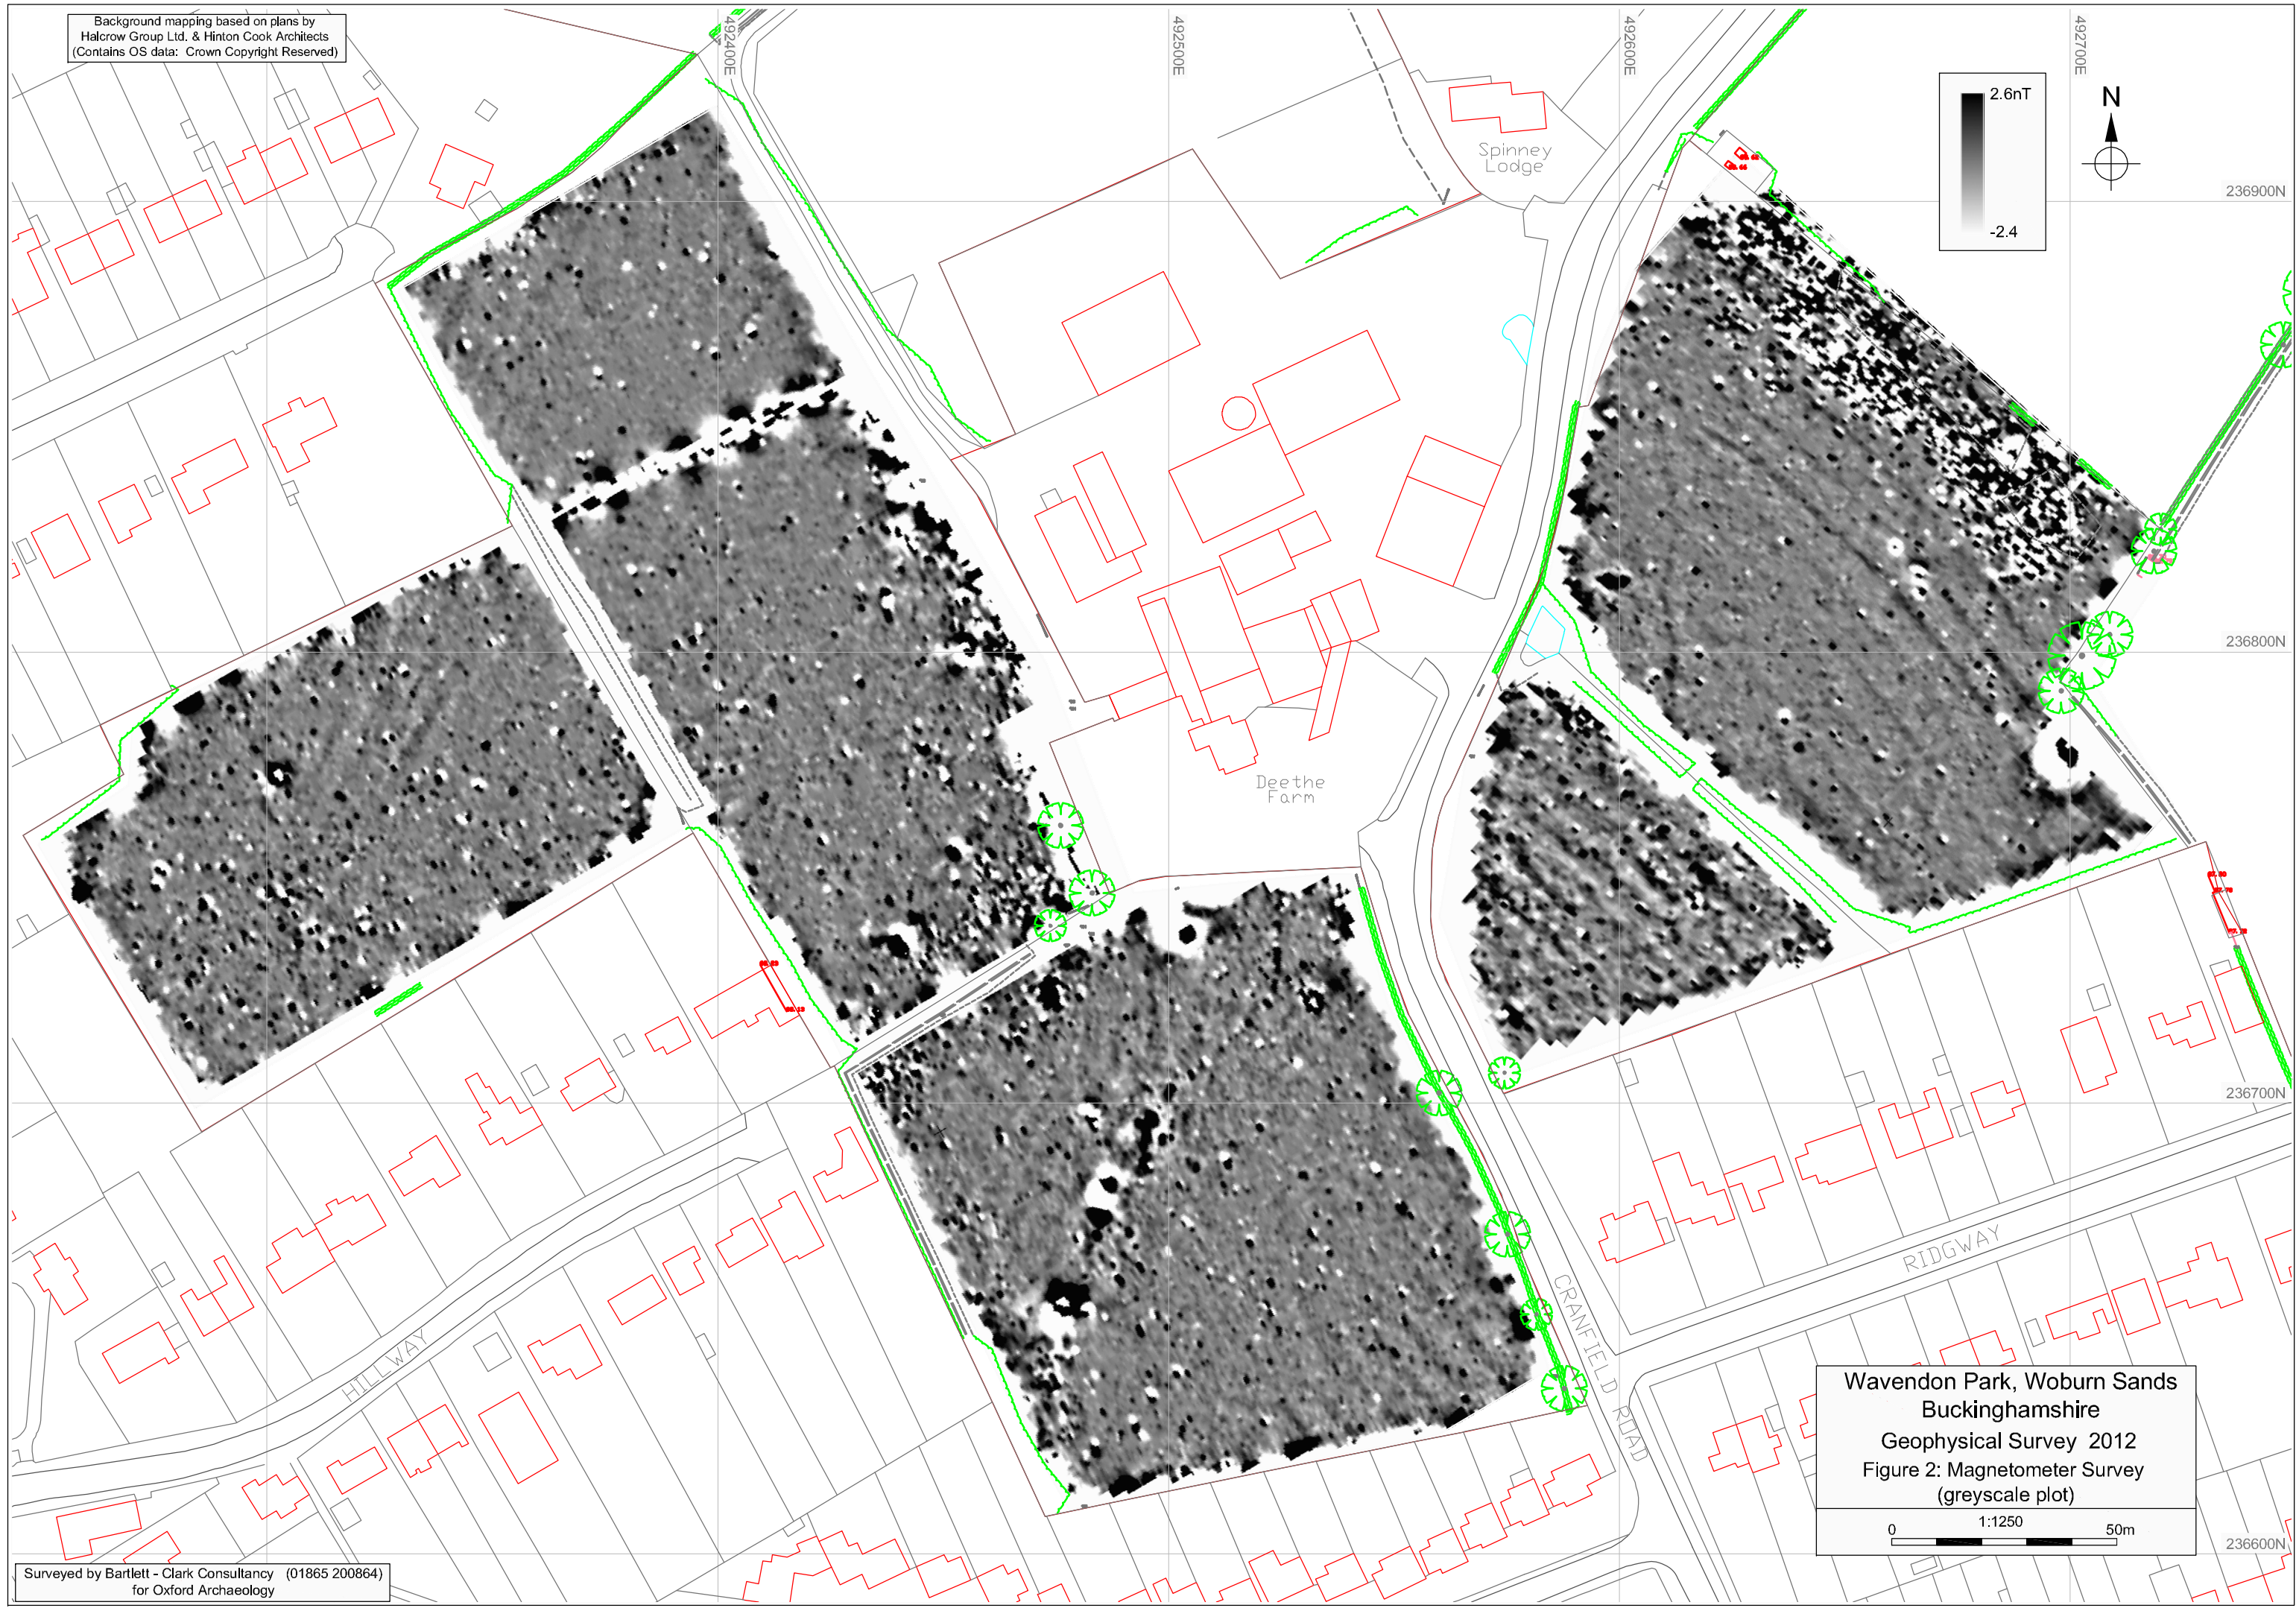 Background mapping based on plans by
Halcrow Group Ltd. & Hinton Cook Architects
(Contains OS data: Crown Copyright Reserved)
492400E
492500E
492600E
492700E
2.6nT
-2.4
N
236900N
Spinney
Lodge
236800N
Deethe
Farm
236700N
RIDGWAY
HILLWAY
CRANFIELD ROAD
Wavendon Park, Woburn Sands
Buckinghamshire
Geophysical Survey 2012
Figure 2: Magnetometer Survey
(greyscale plot)
1:1250
0 50m
236600N
Surveyed by Bartlett - Clark Consultancy (01865 200864)
for Oxford Archaeology